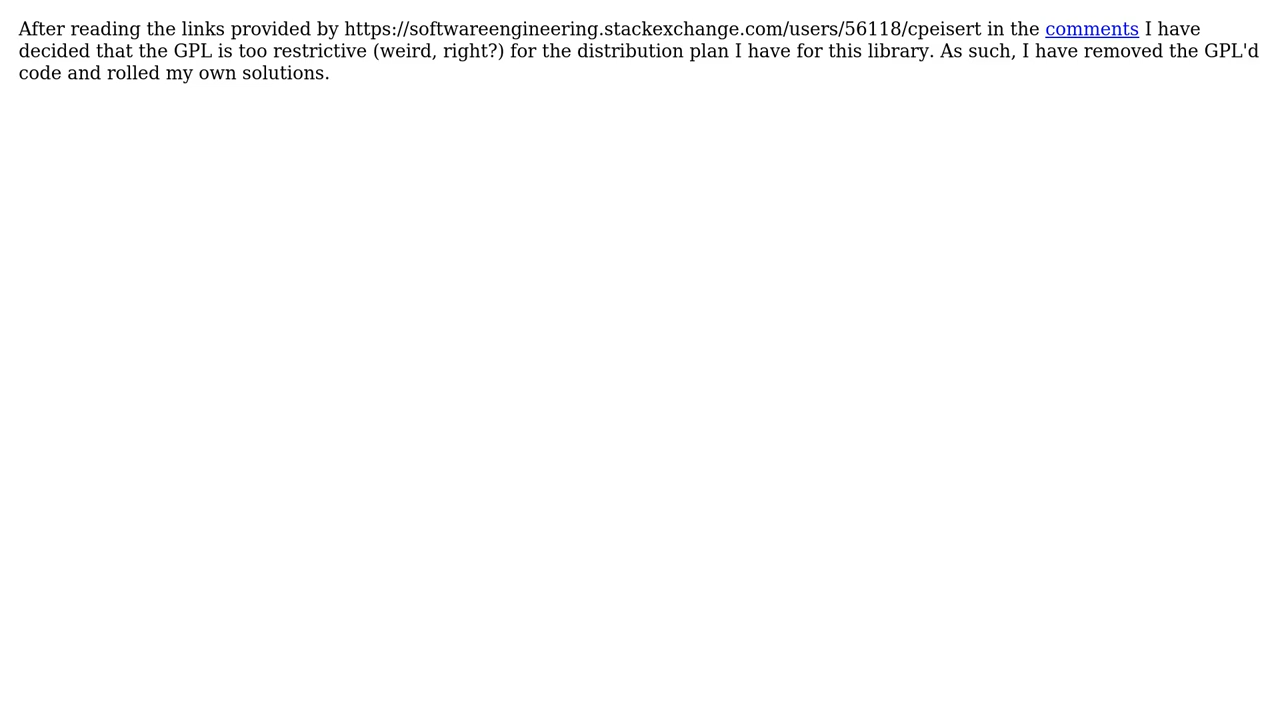 After reading the links provided by https://softwareengineering.stackexchange.com/users/56118/cpeisert in the comments I have
decided that the GPL is too restrictive (weird, right?) for the distribution plan I have for this library. As such, I have removed the GPL'd
code and rolled my own solutions.